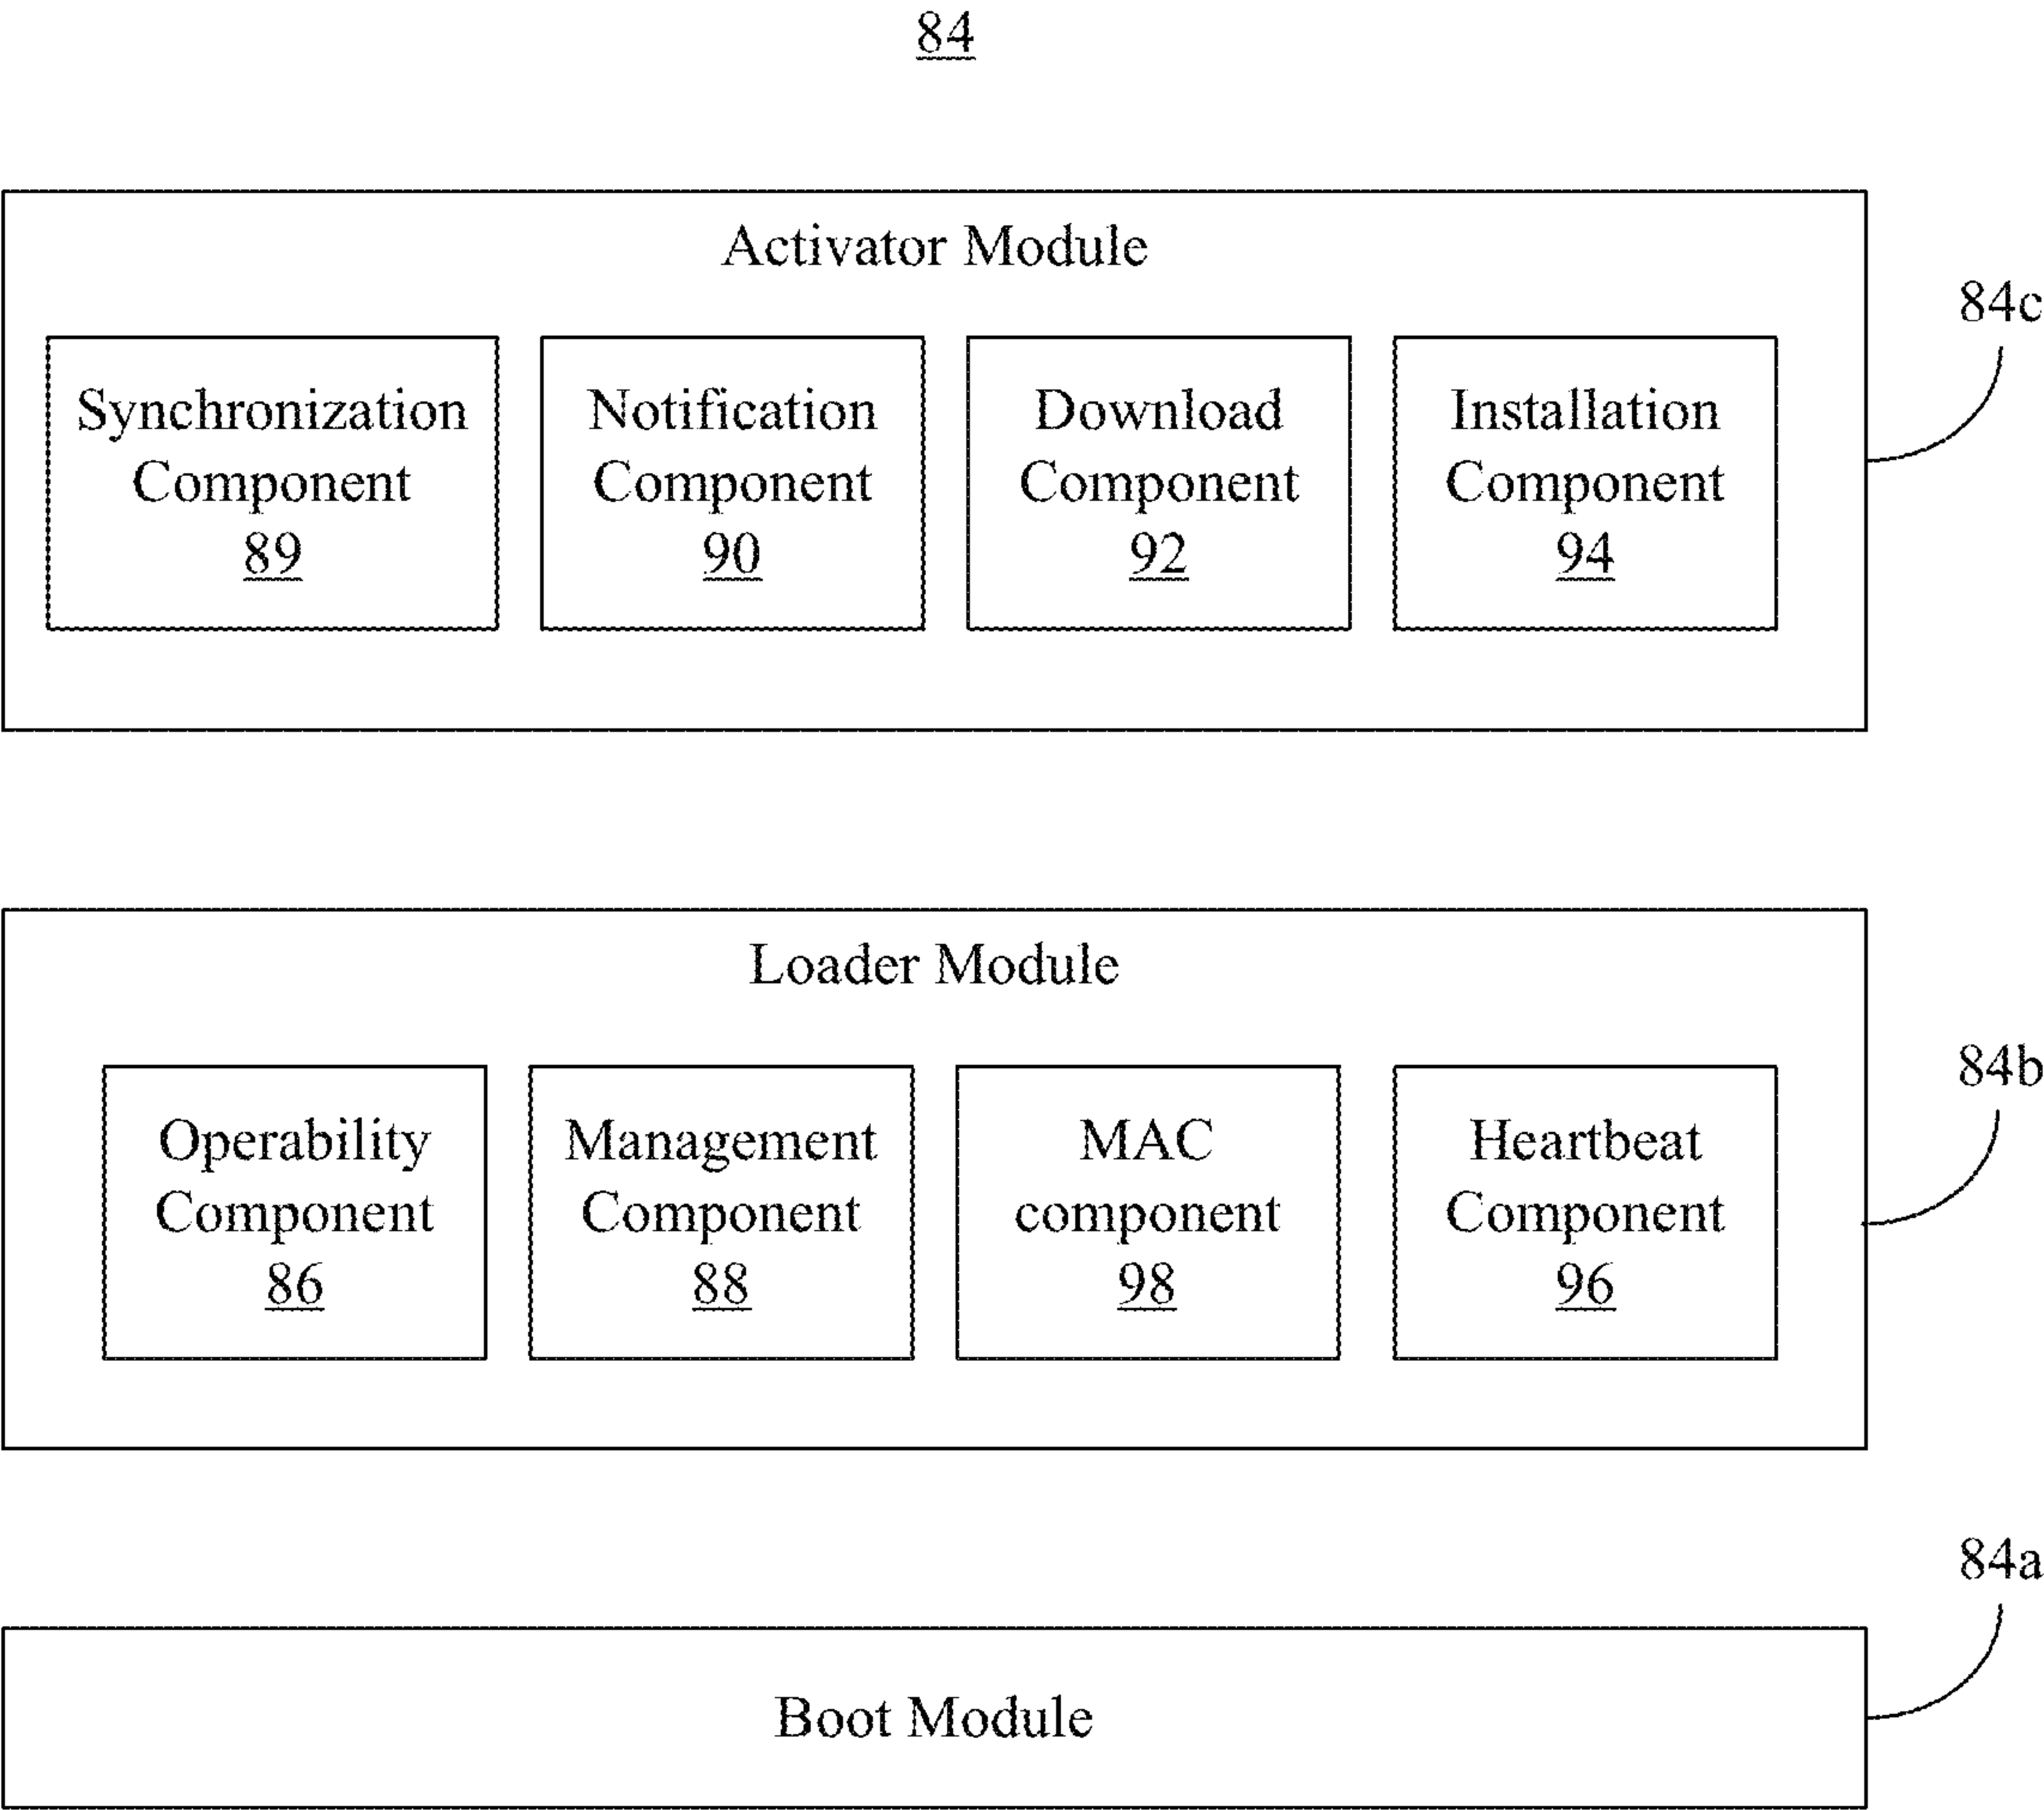 84
Activator Module
84c
Synchronization
Component
89
Notification
Component
90
Download
Component
92
Installation
Component
94
Loader Module
84b
Operability
Component
86
Management
Component
88
MAC
component
98
Heartbeat
Component
96
84a
Boot Module